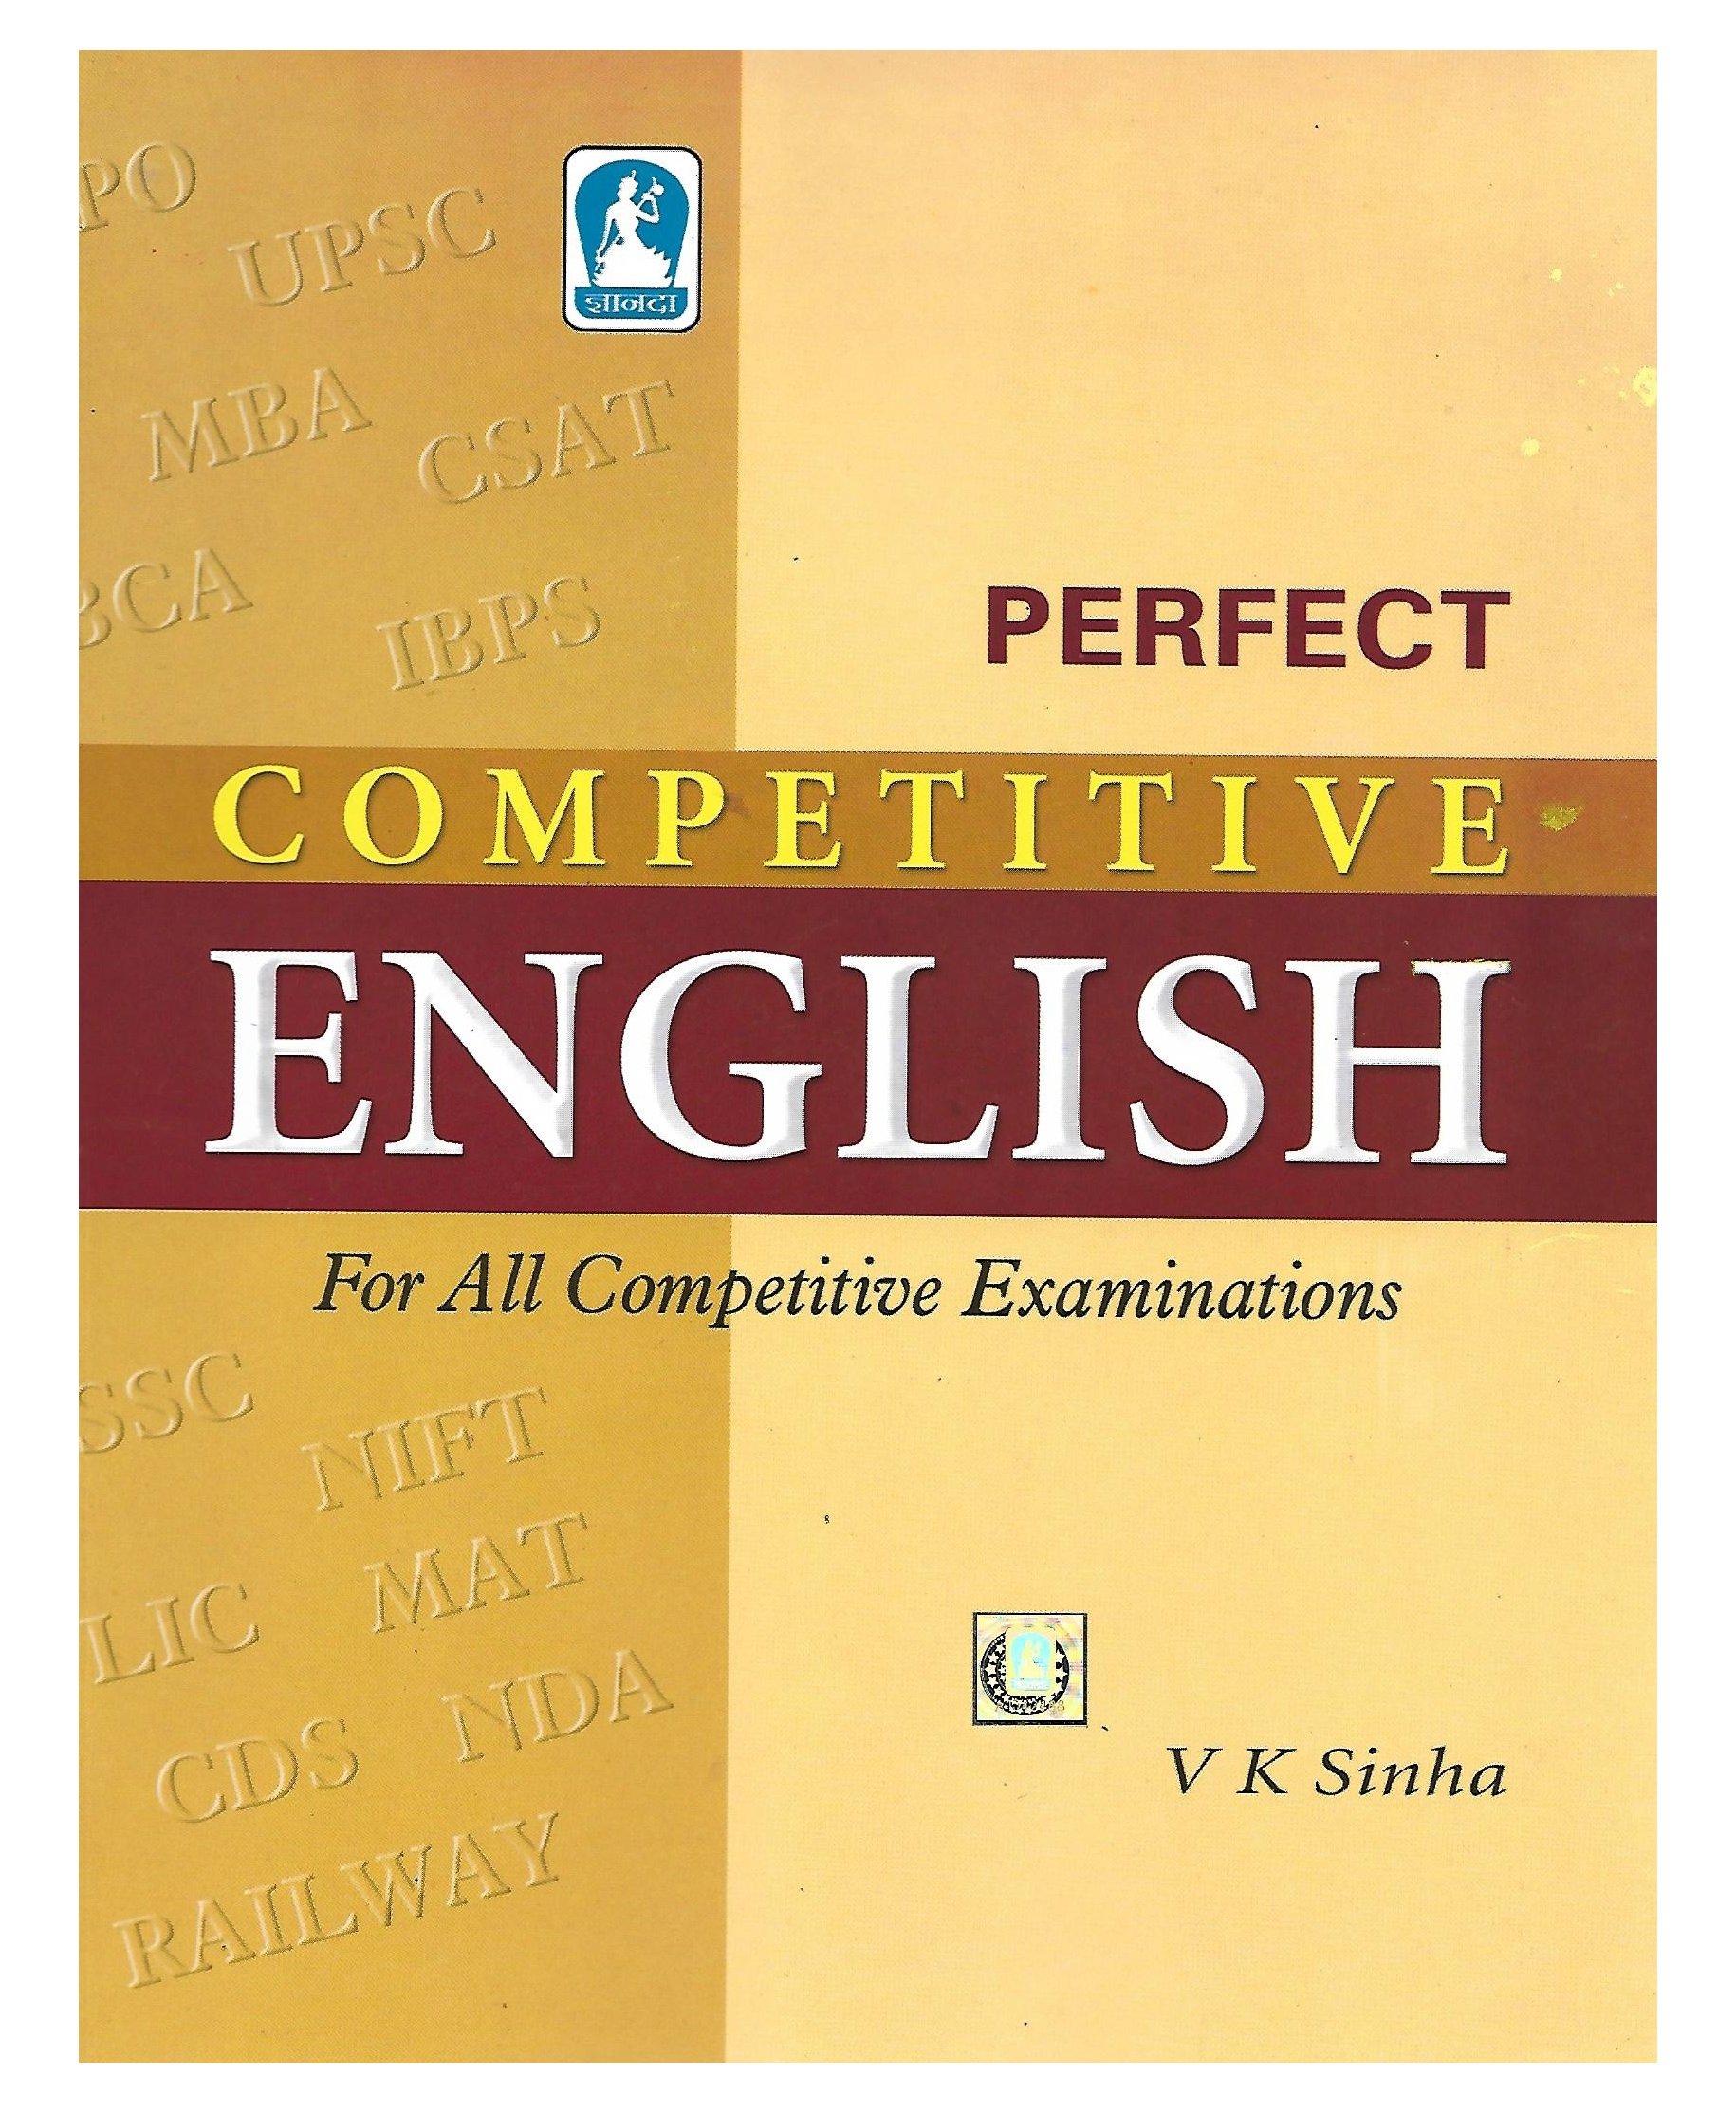 PO
UPSC
ज्ञानदा
MBA
CSAT
BCA
IBPS
PERFECT
COMPETITIVE
ENGLISH
For All Competitive Examinations
SSC
NIFT
MAT
LIC
NDA
CDS
V K Sinha
RAILWAY